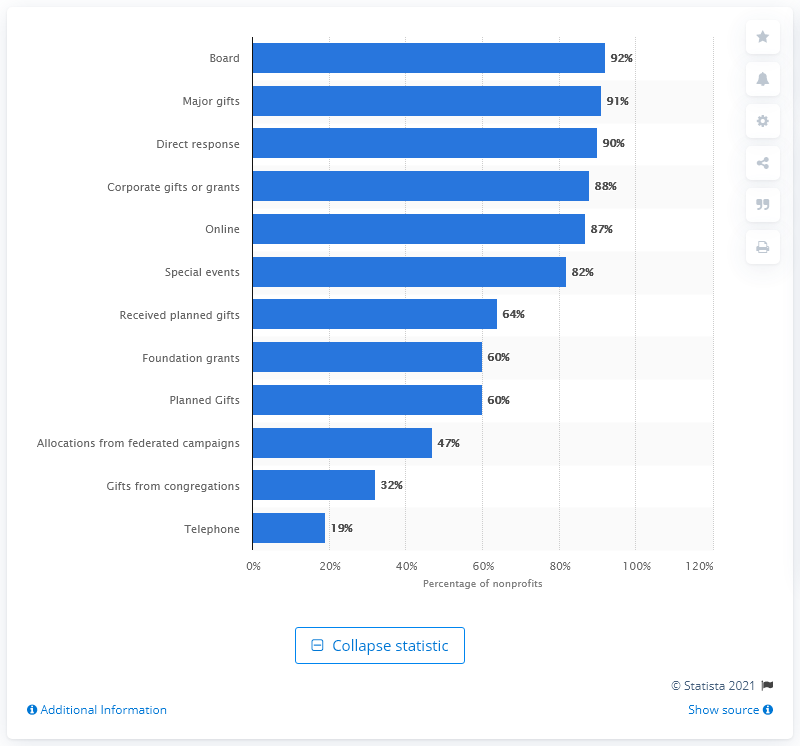 Board 92%
Major gifts 91%
Direct response 90%
Corporate gifts or grants 88%
Online 87%
Special events 82%
Received planned gifts 64%
Foundation grants 60%
Planned Gifts 60%
Allocations from federated campaigns 47%
Gifts from congregations 32%
Telephone 19%
0% 20% 40% 60% 80% 100% 120%
Percentage of nonprofits
Collapse statistic
© Statista 2021
Additional Information Show source